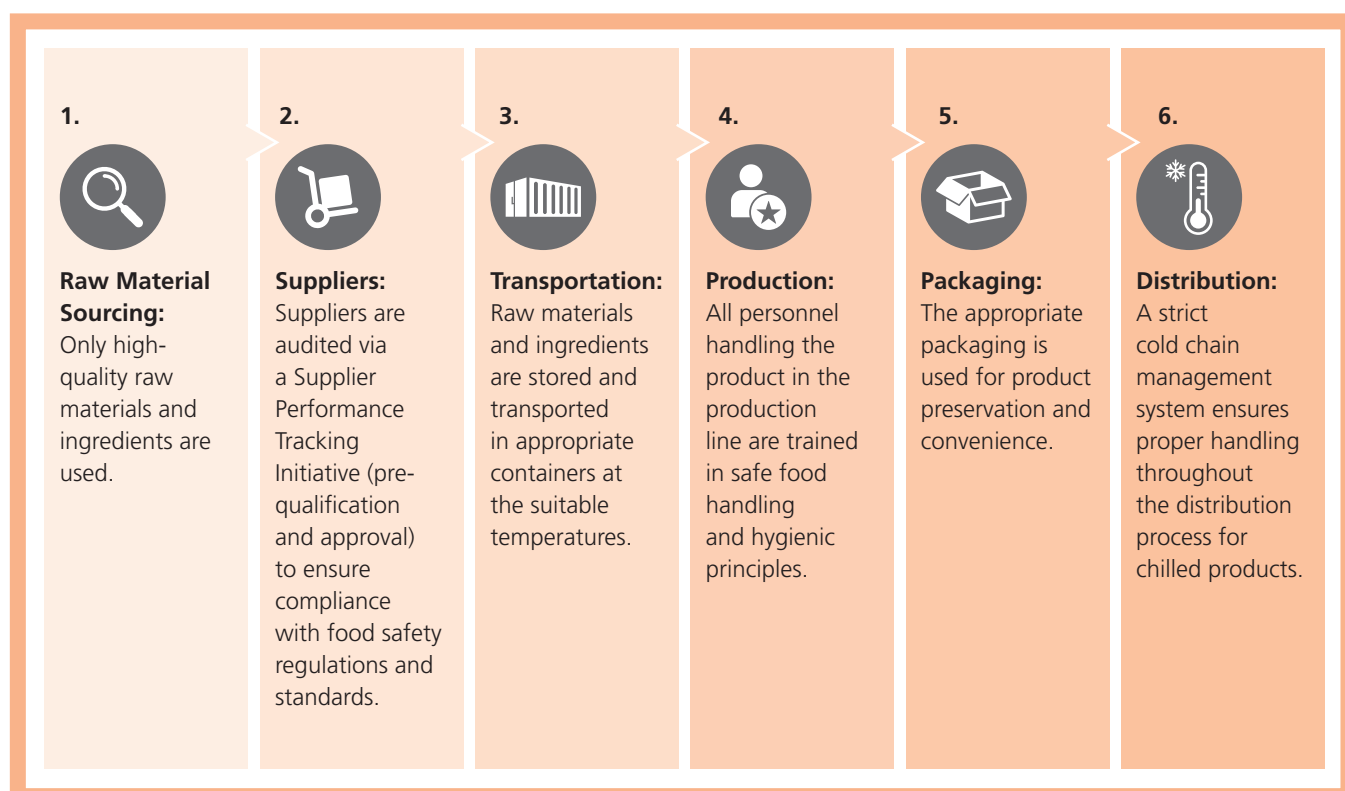 1.
Raw Material
Sourcing:
Only high-
quality raw
materials and
ingredients are
used.
2.
Suppliers:
Suppliers are
audited via
a Supplier
Performance
Tracking
Initiative (pre-
qualification
and approval)
to ensure
compliance
with food safety
regulations and
standards.
3.
Transportation:
Raw materials
and ingredients
are stored and
transported
in appropriate
containers at
the suitable
temperatures.
4.
Production:
All personnel
handling the
product in the
production
line are trained
in safe food
handling
and hygienic
principles.
5.
Packaging:
The appropriate
packaging is
used for product
preservation and
convenience.
6.
Distribution:
A strict
cold chain
management
system ensures
proper handling
throughout
the distribution
process for
chilled products.